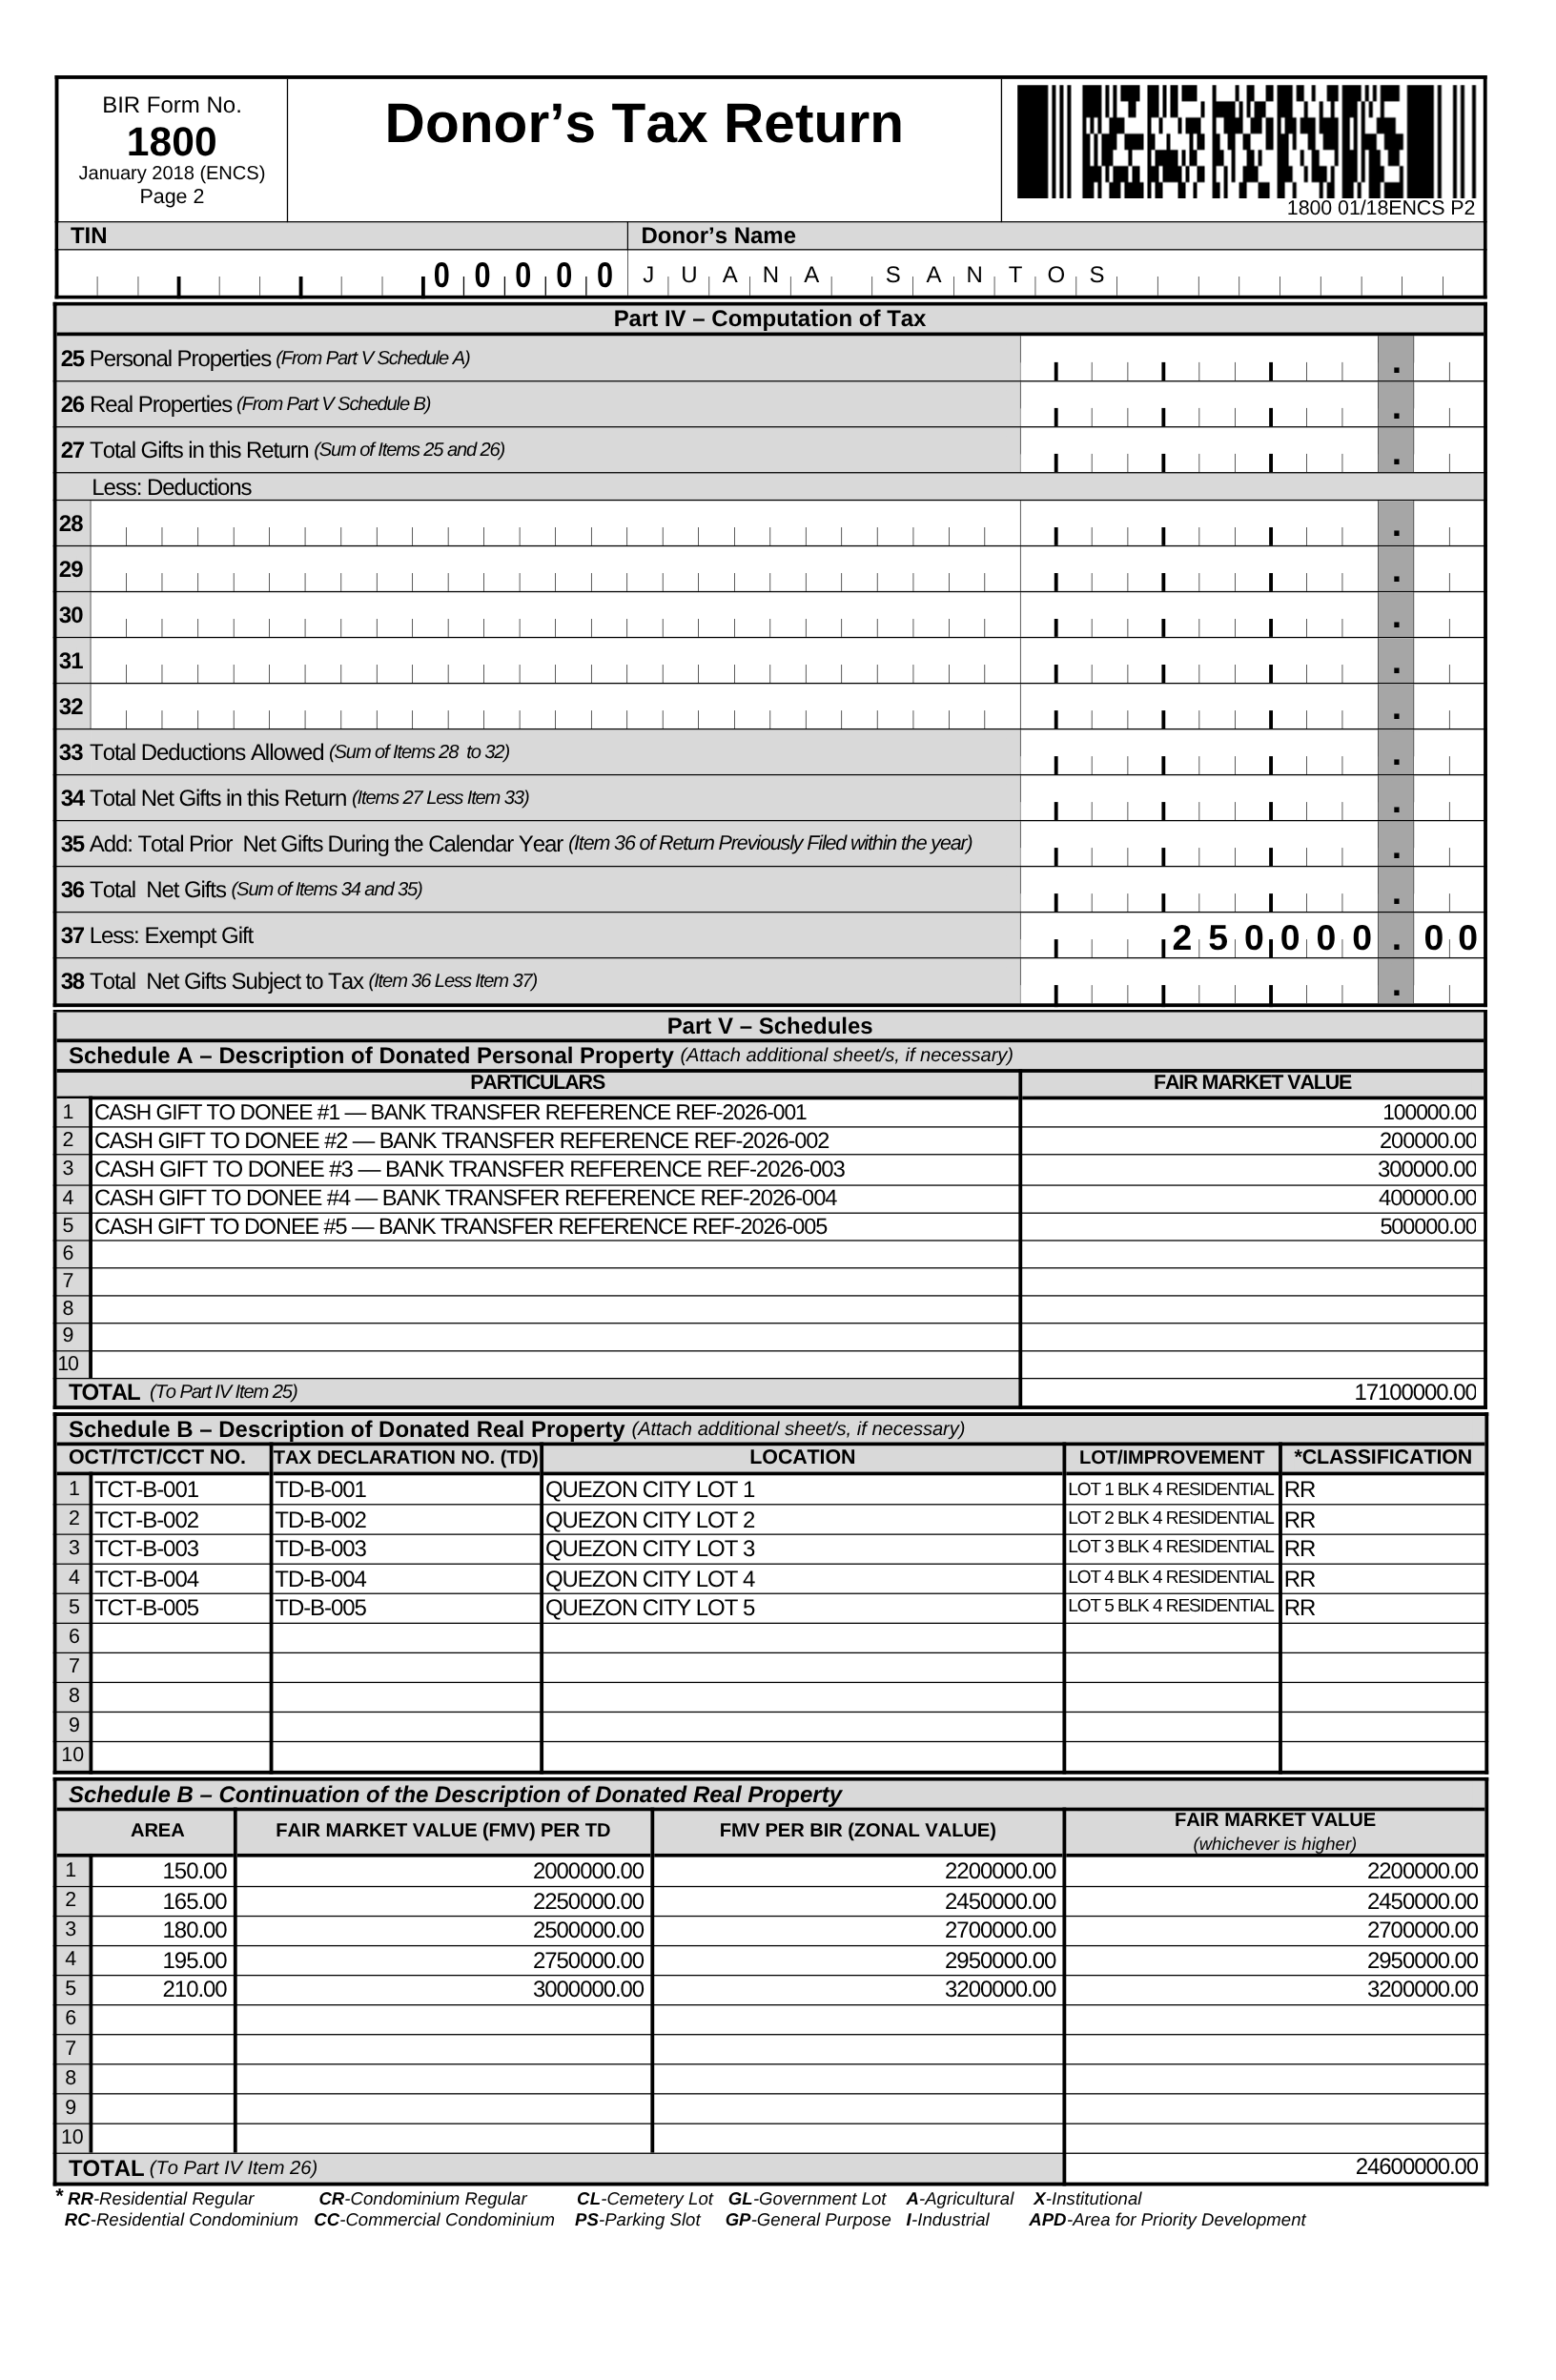 BIR Form No.
1800
January 2018 (ENCS)
Page 2
Donor’s Tax Return
1800 01/18ENCS P2
TIN Donor’s Name
0 0 0 0 0 J U A N A S A N T O S
Part IV – Computation of Tax
25 Personal Properties (From Part V Schedule A) .
26 Real Properties (From Part V Schedule B) .
27 Total Gifts in this Return (Sum of Items 25 and 26) .
Less: Deductions
28 .
29 .
30 .
31 .
32 .
33 Total Deductions Allowed (Sum of Items 28 to 32) .
34 Total Net Gifts in this Return (Items 27 Less Item 33) .
35 Add: Total Prior Net Gifts During the Calendar Year (Item 36 of Return Previously Filed within the year) .
36 Total Net Gifts (Sum of Items 34 and 35) .
37 Less: Exempt Gift 2 5 0 0 0 0 . 0 0
38 Total Net Gifts Subject to Tax (Item 36 Less Item 37) .
Part V – Schedules
Schedule A – Description of Donated Personal Property (Attach additional sheet/s, if necessary)
PARTICULARS FAIR MARKET VALUE
1 CASH GIFT TO DONEE #1 — BANK TRANSFER REFERENCE REF-2026-001 100000.00
2 CASH GIFT TO DONEE #2 — BANK TRANSFER REFERENCE REF-2026-002 200000.00
3 CASH GIFT TO DONEE #3 — BANK TRANSFER REFERENCE REF-2026-003 300000.00
4 CASH GIFT TO DONEE #4 — BANK TRANSFER REFERENCE REF-2026-004 400000.00
5 CASH GIFT TO DONEE #5 — BANK TRANSFER REFERENCE REF-2026-005 500000.00
6
7
8
9
10
TOTAL (To Part IV Item 25) 17100000.00
Schedule B – Description of Donated Real Property (Attach additional sheet/s, if necessary)
OCT/TCT/CCT NO. TAX DECLARATION NO. (TD) LOCATION LOT/IMPROVEMENT *CLASSIFICATION
1 TCT-B-001 TD-B-001 QUEZON CITY LOT 1 LOT 1 BLK 4 RESIDENTIAL RR
2 TCT-B-002 TD-B-002 QUEZON CITY LOT 2 LOT 2 BLK 4 RESIDENTIAL RR
3 TCT-B-003 TD-B-003 QUEZON CITY LOT 3 LOT 3 BLK 4 RESIDENTIAL RR
4 TCT-B-004 TD-B-004 QUEZON CITY LOT 4 LOT 4 BLK 4 RESIDENTIAL RR
5 TCT-B-005 TD-B-005 QUEZON CITY LOT 5 LOT 5 BLK 4 RESIDENTIAL RR
6
7
8
9
10
Schedule B – Continuation of the Description of Donated Real Property
AREA FAIR MARKET VALUE (FMV) PER TD FMV PER BIR (ZONAL VALUE) FAIR MARKET VALUE
(whichever is higher)
1 150.00 2000000.00 2200000.00 2200000.00
2 165.00 2250000.00 2450000.00 2450000.00
3 180.00 2500000.00 2700000.00 2700000.00
4 195.00 2750000.00 2950000.00 2950000.00
5 210.00 3000000.00 3200000.00 3200000.00
6
7
8
9
10
TOTAL (To Part IV Item 26) 24600000.00
* RR-Residential Regular CR-Condominium Regular CL-Cemetery Lot GL-Government Lot A-Agricultural X-Institutional
RC-Residential Condominium CC-Commercial Condominium PS-Parking Slot GP-General Purpose I-Industrial APD-Area for Priority Development